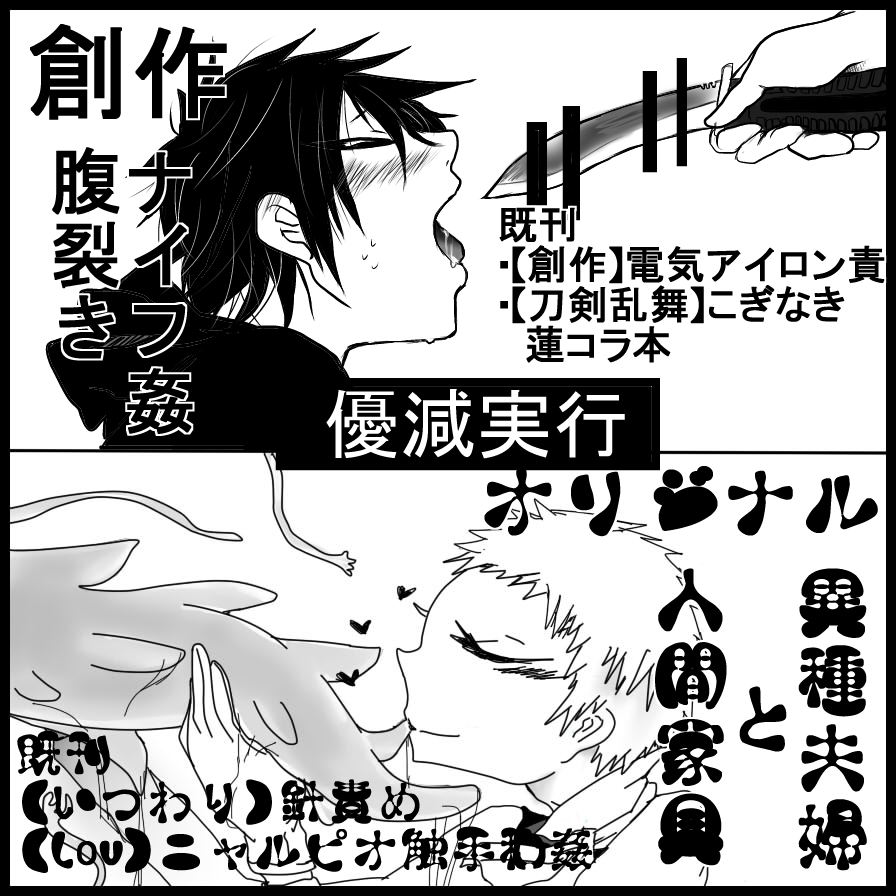 創作
ナイフ姦
腹裂き
既刊
・【創作】電気アイロン責
・【刀剣乱舞】こぎなき
蓮コラ本
優減実行
オリジナル
異種夫婦
と
人間家具
既刊
【いつわり】針責め
【Lou】ニャルピオ触手和姦